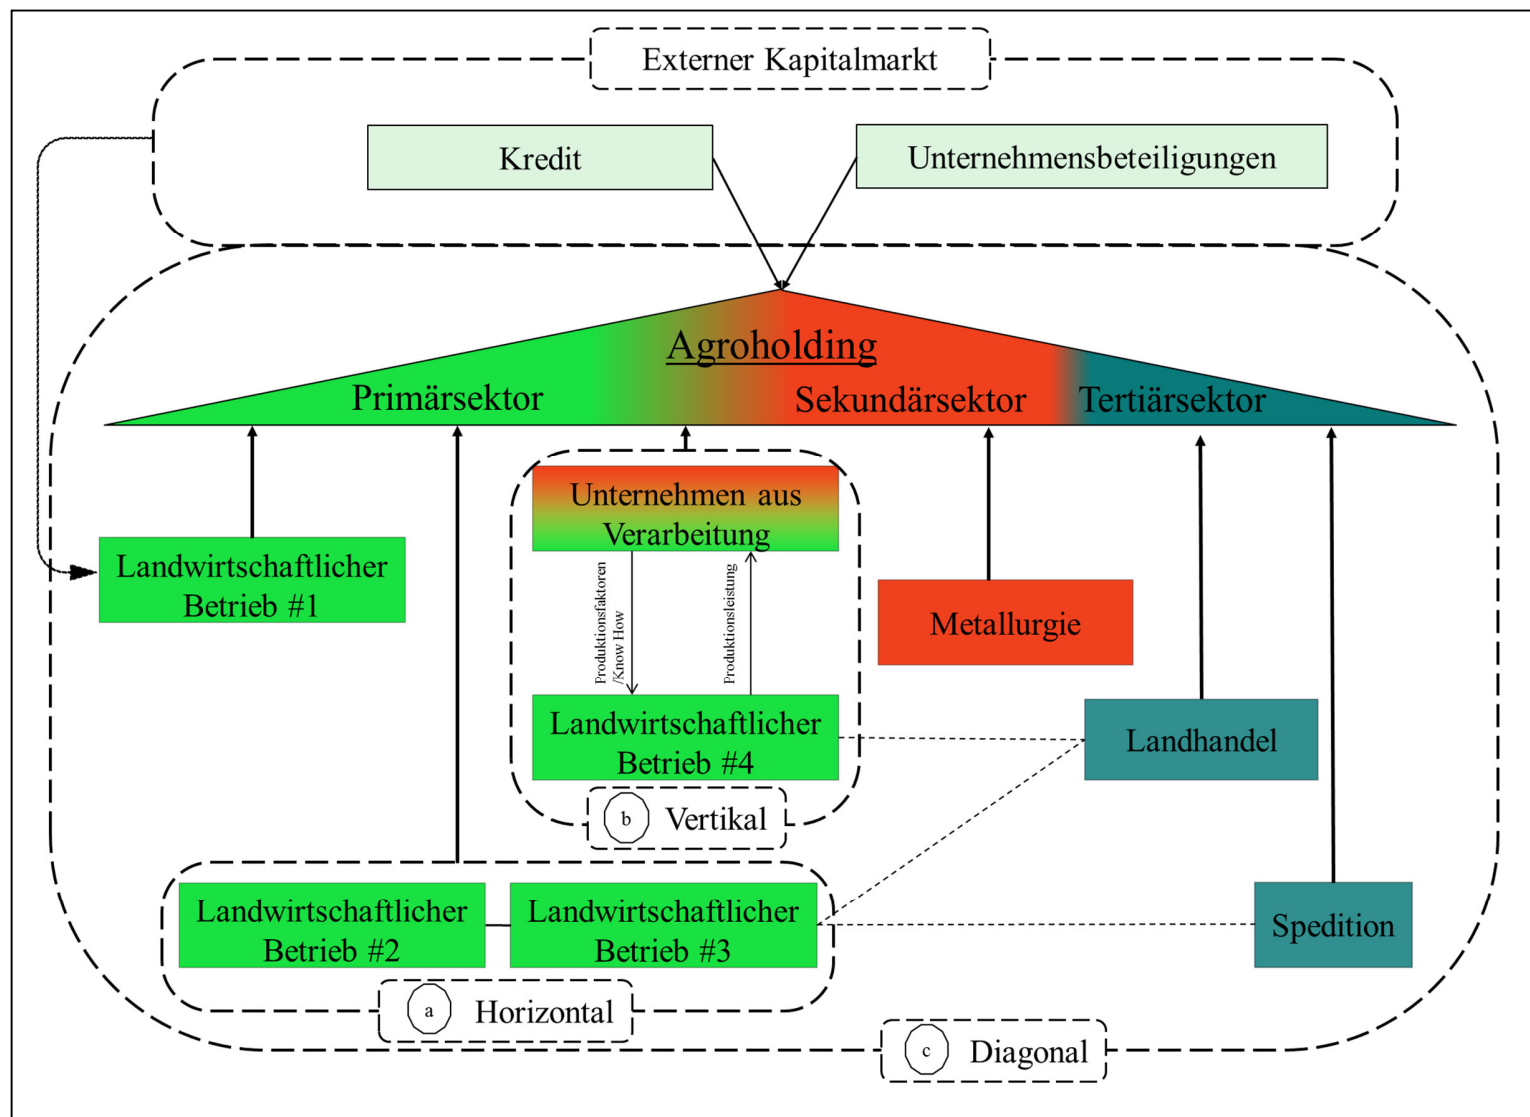 Externer Kapitalmarkt
Kredit
Unternehmensbeteiligungen
Agroholding
Primärsektor
Sekundärsektor
Tertiärsektor
Unternehmen aus
Verarbeitung
Landwirtschaftlicher
Betrieb #1
Produktionsfaktoren
/Know How
Produktionsleistung
Metallurgie
Landwirtschaftlicher
Betrieb #4
Landhandel
b
Vertikal
Landwirtschaftlicher
Betrieb #2
Landwirtschaftlicher
Betrieb #3
Spedition
a
Horizontal
c
Diagonal